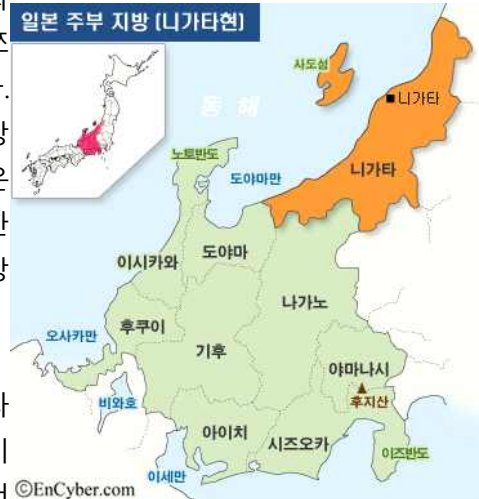 일본 주부 지방 (니가타현)
사도섬
동 해
니가타
노토반도
도야마만
니가타
이시카와
도야마
나가노
후쿠이
기후
오사카만
야마나시
후지산
비와호
아이치
시즈오카
이즈반도
이세만
©EnCyber.com